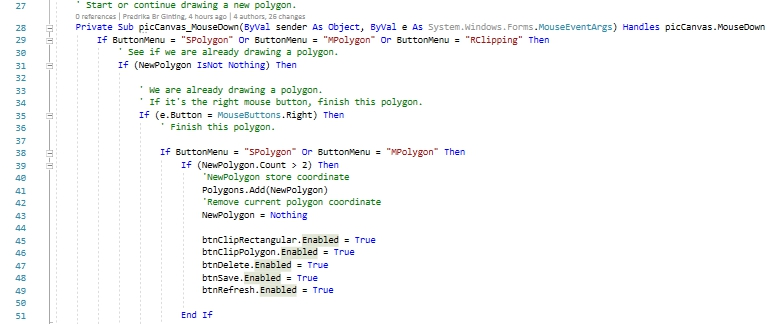 27 ' Start or continue drawing a new polygon.
0 references | Fredrika Br Ginting, 4 hours ago | 4 authors, 26 changes
28 Private Sub picCanvas_MouseDown(ByVal sender As Object, ByVal e As System.Windows.Forms.MouseEventArgs) Handles picCanvas.MouseDown
29 If ButtonMenu = "SPolygon" Or ButtonMenu = "MPolygon" Or ButtonMenu = "RClipping" Then
30 ' See if we are already drawing a polygon.
31 If (NewPolygon IsNot Nothing) Then
32
33 ' We are already drawing a polygon.
34 ' If it's the right mouse button, finish this polygon.
35 If (e.Button = MouseButtons.Right) Then
36 ' Finish this polygon.
37
38 If ButtonMenu = "SPolygon" Or ButtonMenu = "MPolygon" Then
39 If (NewPolygon.Count > 2) Then
40 'NewPolygon store coordinate
41 Polygons.Add(NewPolygon)
42 'Remove current polygon coordinate
43 NewPolygon = Nothing
44
45 btnClipRectangular.Enabled = True
46 btnClipPolygon.Enabled = True
47 btnDelete.Enabled = True
48 btnSave.Enabled = True
49 btnRefresh.Enabled = True
50
51 End If